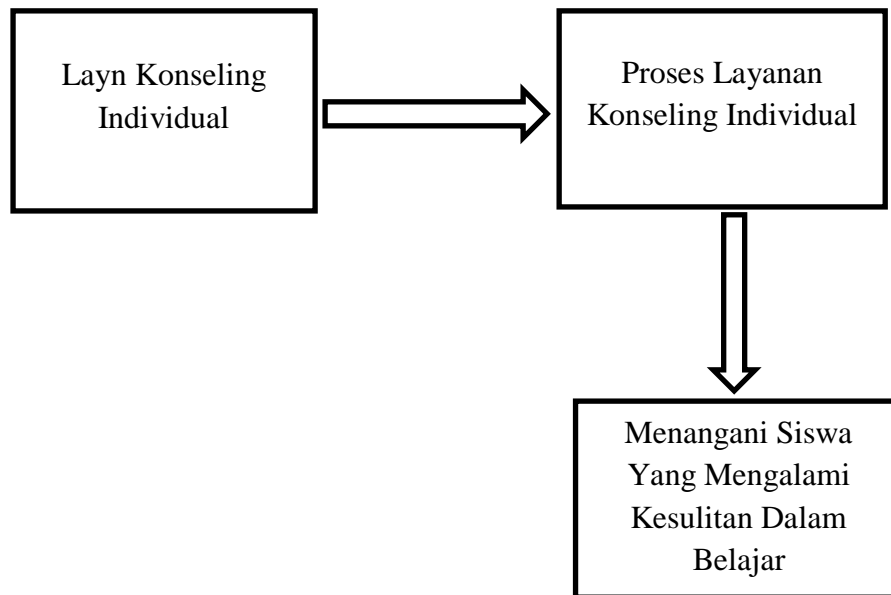 Layn Konseling
Individual
Proses Layanan
Konseling Individual
Menangani Siswa
Yang Mengalami
Kesulitan Dalam
Belajar